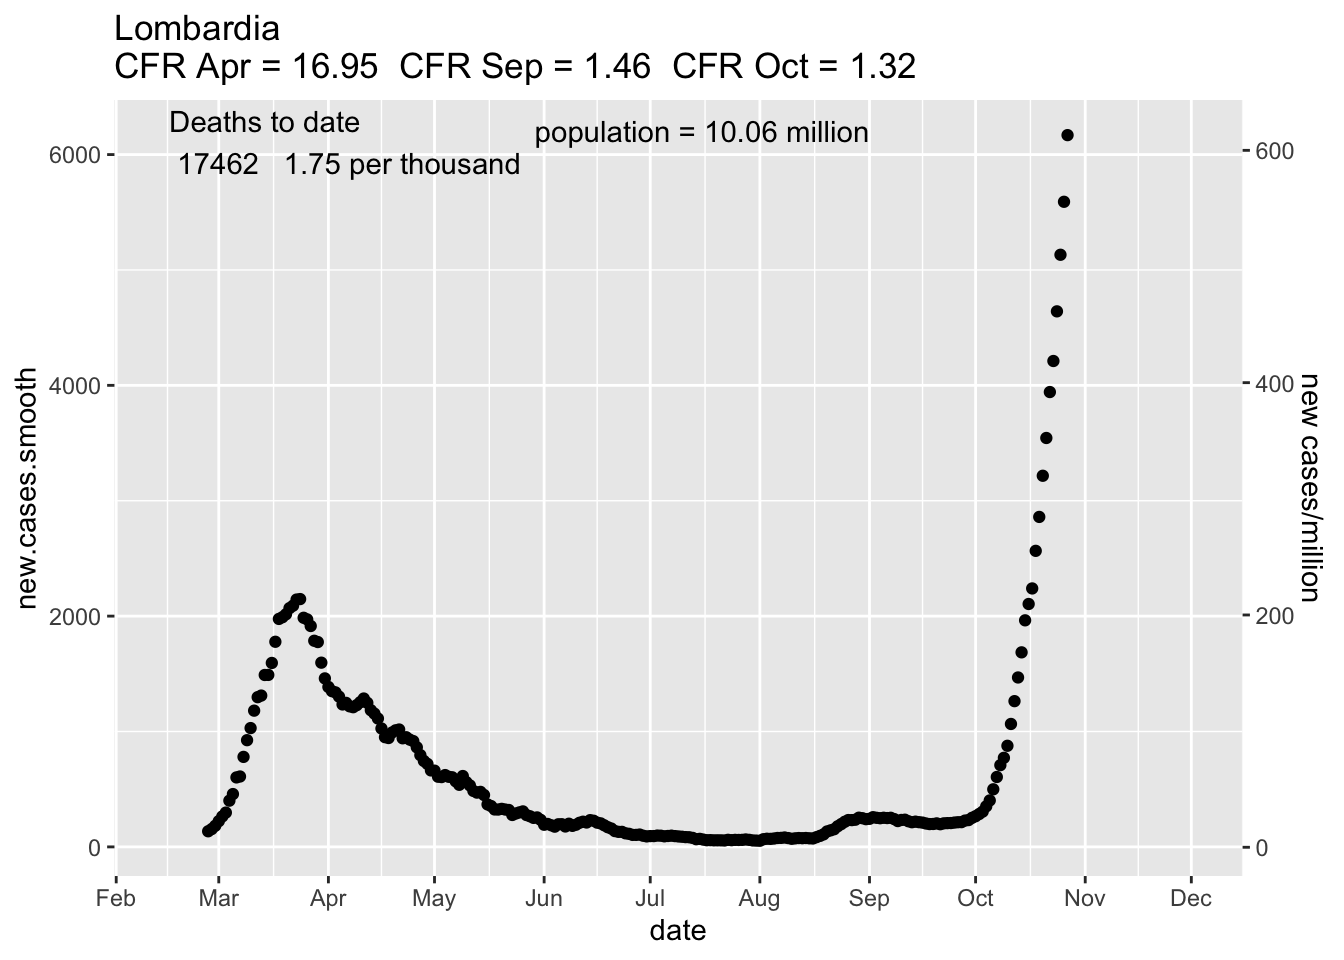 Lombardia
CFR Apr = 16.95  CFR Sep = 1.46  CFR Oct = 1.32
Deaths to date
17462   1.75 per thousand
population = 10.06 million
6000
4000
2000
0
new.cases.smooth
600
400
200
0
new cases/million
Feb Mar Apr May Jun Jul Aug Sep Oct Nov Dec
date